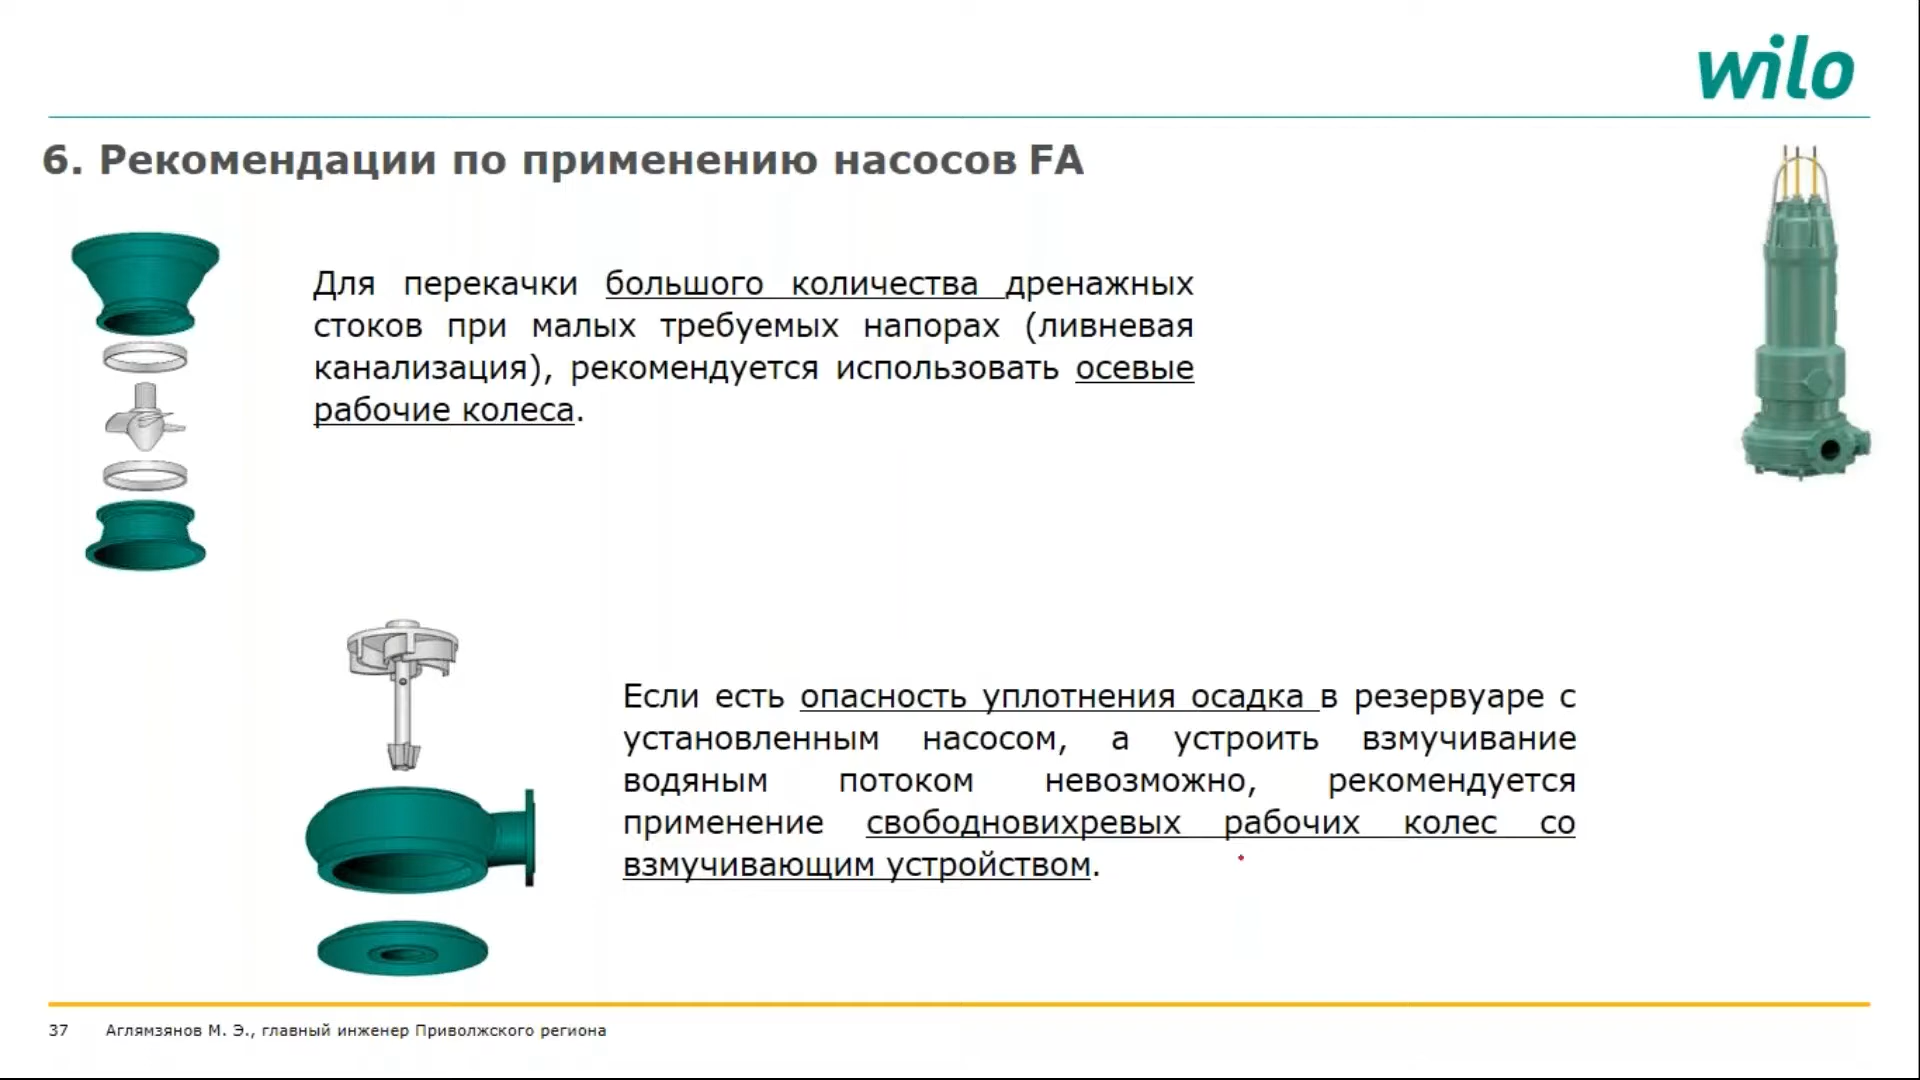 wilo
6. Рекомендации по применению насосов FA
Для перекачки большого количества дренажных
стоков при малых требуемых напорах (ливневая
канализация), рекомендуется использовать осевые
рабочие колеса.
Если есть опасность уплотнения осадка в резервуаре с
установленным насосом, а устроить взмучивание
водяным потоком невозможно, рекомендуется
применение свободновихревых рабочих колес со
взмучивающим устройством.
37 Аглямзянов М. Э., главный инженер Приволжского региона